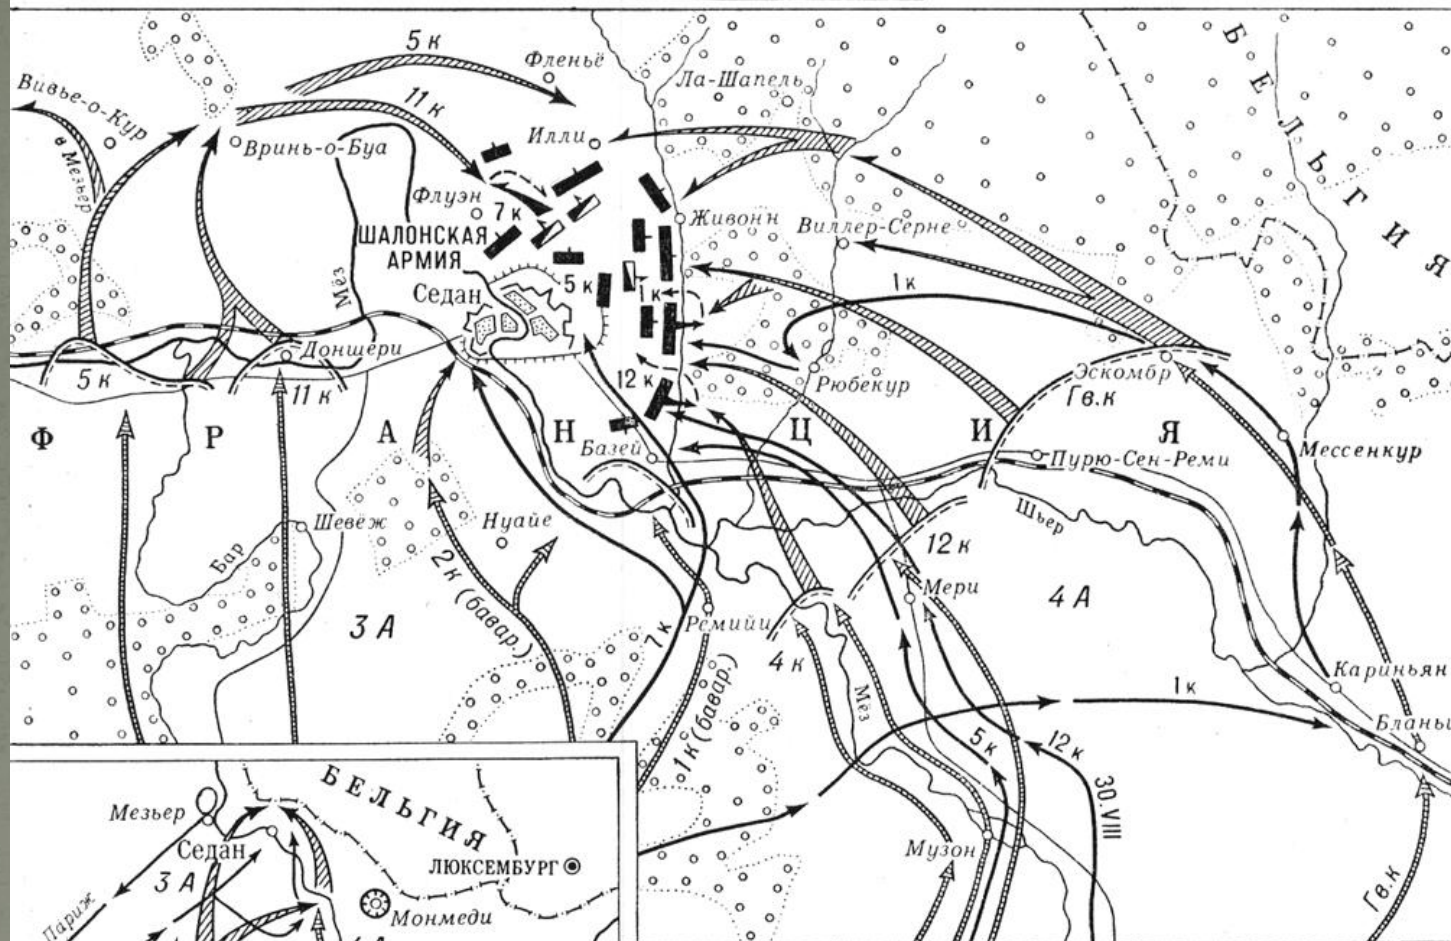 5 к
Фленьё
Ла-Шапель
БЕЛЬГИЯ
Вивье-о-Кур
11 к
Илли
в Мезьер
Вринь-о-Буа
Флуэн
7 к
Живонн
Виллер-Серне
ШАЛОНСКАЯ
АРМИЯ
Мёз
Седан
5 к
1 к
Доншери
5 к
11 к
12 к
Рюбекур
Эскомбр
Гв.к
ФРАНЦИЯ
Базей
Пурю-Сен-Реми
Мессенкур
Шевёж
Нуайе
Шьер
12 к
Бар
2 к (бавар.)
Мери
4 А
3 А
Ремийи
7 к
4 к
1 к (бавар.)
Мёз
Кариньян
1 к
Бланьи
5 к
12 к
30.VIII
Музон
Гв.к
БЕЛЬГИЯ
Мезьер
Седан
3 А
ЛЮКСЕМБУРГ
Монмеди
Париж